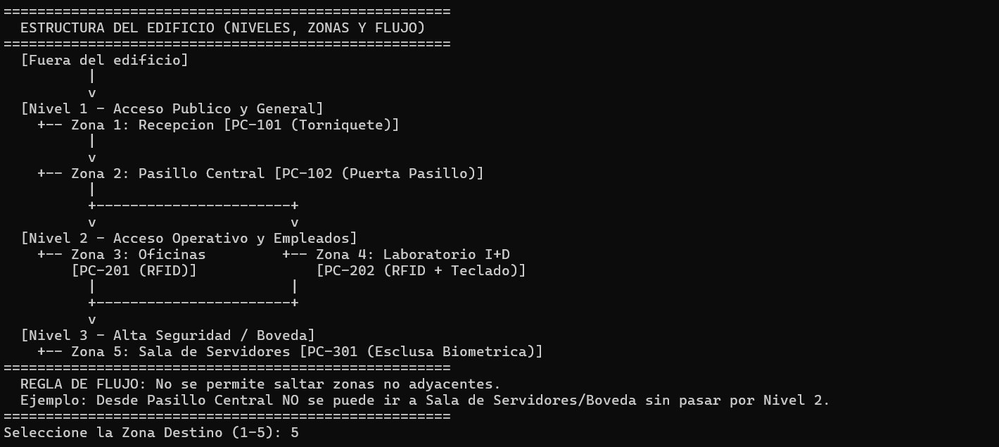 =====================================================
  ESTRUCTURA DEL EDIFICIO (NIVELES, ZONAS Y FLUJO)
=====================================================
  [Fuera del edificio]
          |
          v
  [Nivel 1 - Acceso Publico y General]
    +-- Zona 1: Recepcion [PC-101 (Torniquete)]
          |
          v
    +-- Zona 2: Pasillo Central [PC-102 (Puerta Pasillo)]
          |
          +-----------------------+
          v                       v
  [Nivel 2 - Acceso Operativo y Empleados]
    +-- Zona 3: Oficinas         +-- Zona 4: Laboratorio I+D
        [PC-201 (RFID)]              [PC-202 (RFID + Teclado)]
          |                       |
          +-----------------------+
          v
  [Nivel 3 - Alta Seguridad / Boveda]
    +-- Zona 5: Sala de Servidores [PC-301 (Esclusa Biometrica)]
=====================================================
  REGLA DE FLUJO: No se permite saltar zonas no adyacentes.
  Ejemplo: Desde Pasillo Central NO se puede ir a Sala de Servidores/Boveda sin pasar por Nivel 2.
=====================================================
Seleccione la Zona Destino (1-5): 5